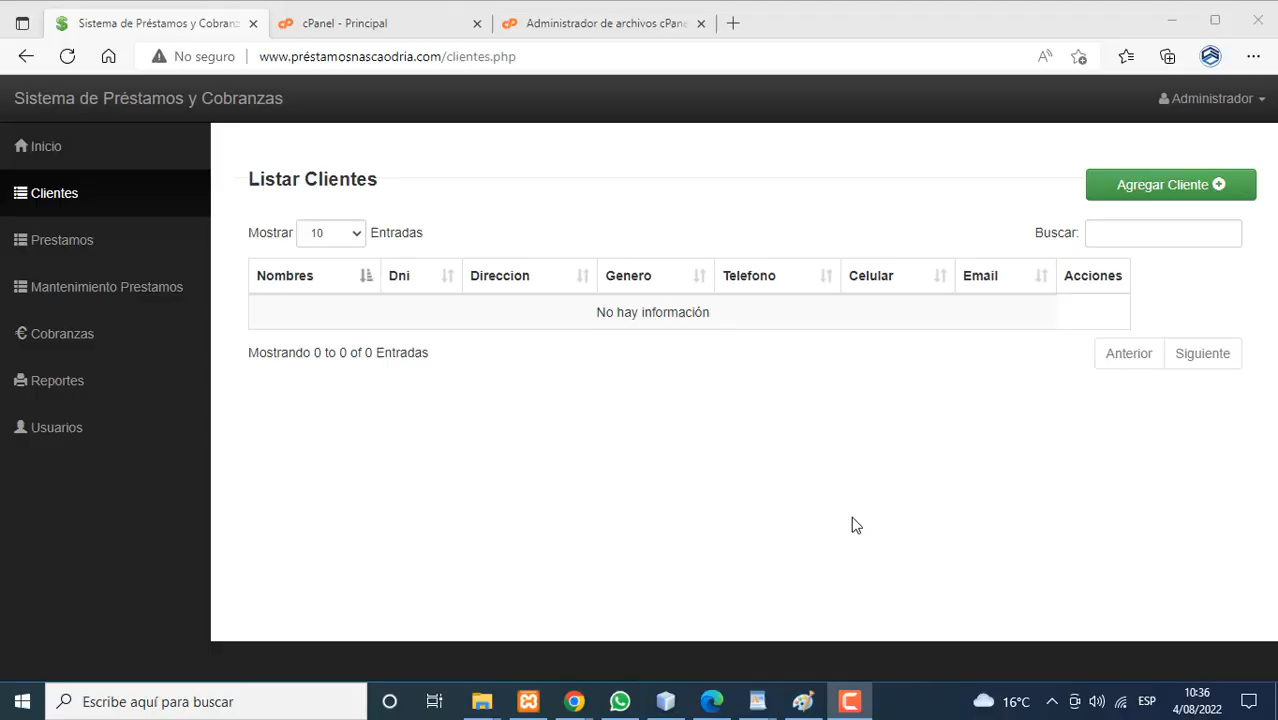 Sistema de Préstamos y Cobranz
cPanel - Principal
Administrador de archivos cPane
No seguro
www.préstamosnascaodria.com/clientes.php
Sistema de Préstamos y Cobranzas
Administrador
Inicio
Clientes
Prestamos
Mantenimiento Prestamos
Cobranzas
Reportes
Usuarios
Listar Clientes
Agregar Cliente
Mostrar 10 Entradas
Buscar:
Nombres Dni Direccion Genero Telefono Celular Email Acciones
No hay información
Mostrando 0 to 0 of 0 Entradas
Anterior Siguiente
Escribe aquí para buscar
16°C
ESP
10:36
4/08/2022